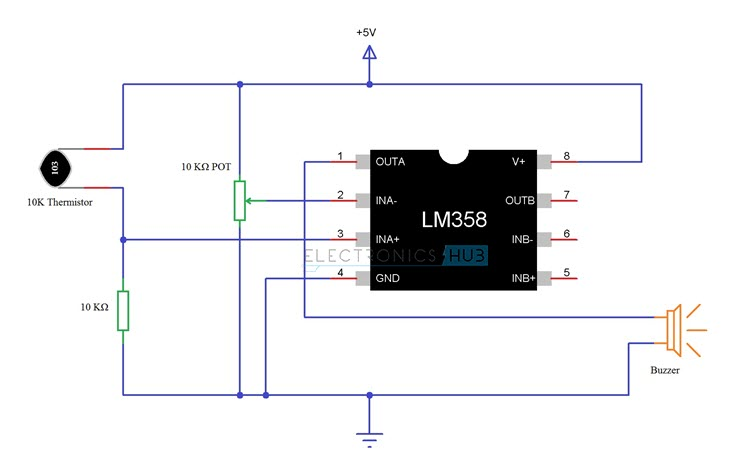 +5V
103
10K Thermistor
10 KΩ POT
10 KΩ
1 OUTA V+ 8
2 INA- OUTB 7
LM358
3 INA+ INB- 6
ELECTRONICS HUB
4 GND INB+ 5
Buzzer